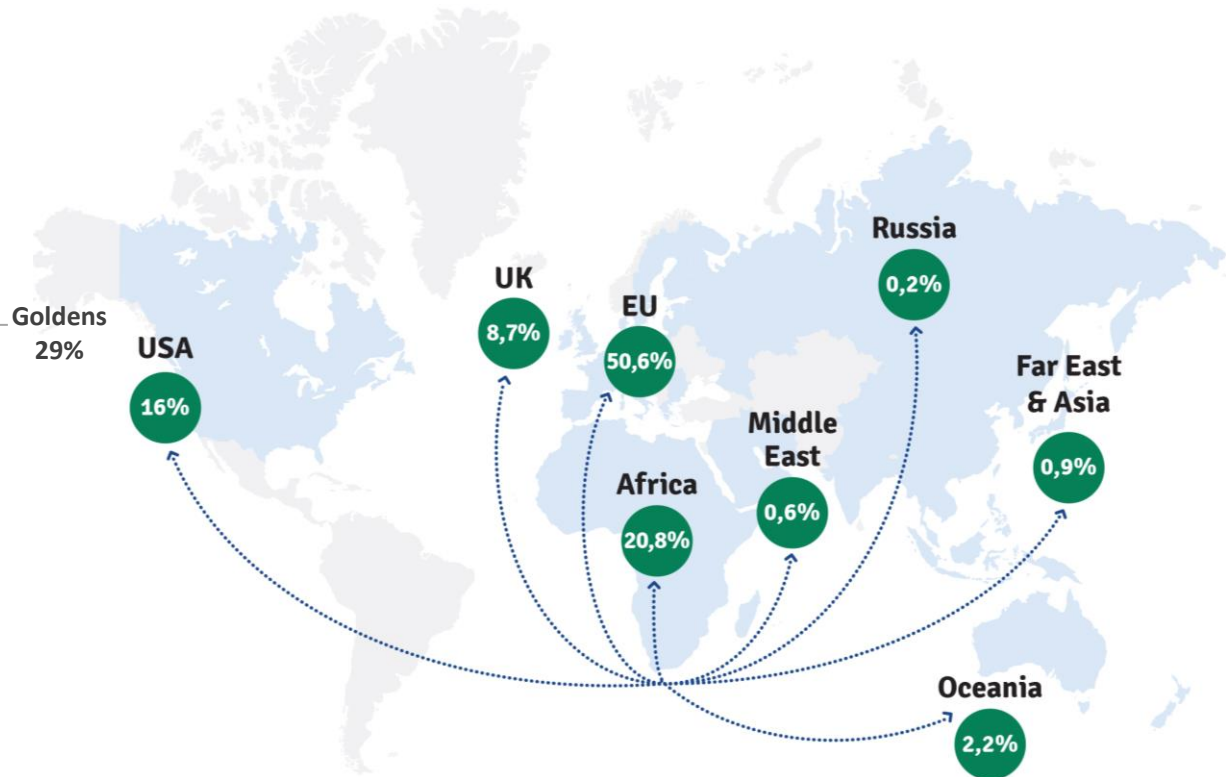 Goldens
29%
USA
16%
UK
8,7%
EU
50,6%
Africa
20,8%
Middle
East
0,6%
Russia
0,2%
Far East
& Asia
0,9%
Oceania
2,2%